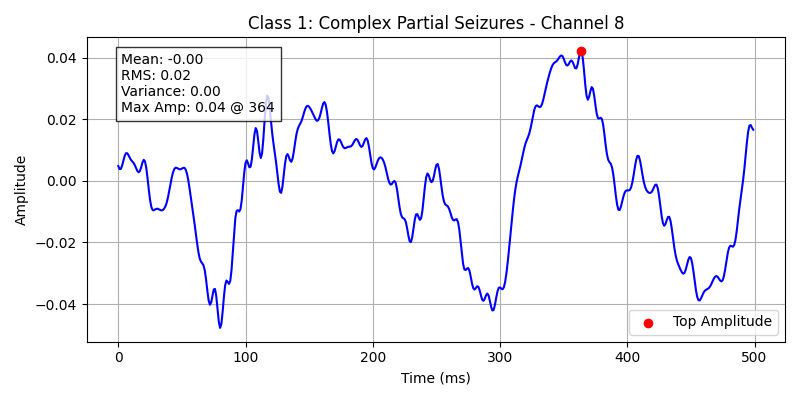 Class 1: Complex Partial Seizures - Channel 8
Mean: -0.00
RMS: 0.02
Variance: 0.00
Max Amp: 0.04 @ 364
0.04
0.02
0.00
−0.02
−0.04
Amplitude
Top Amplitude
0 100 200 300 400 500
Time (ms)